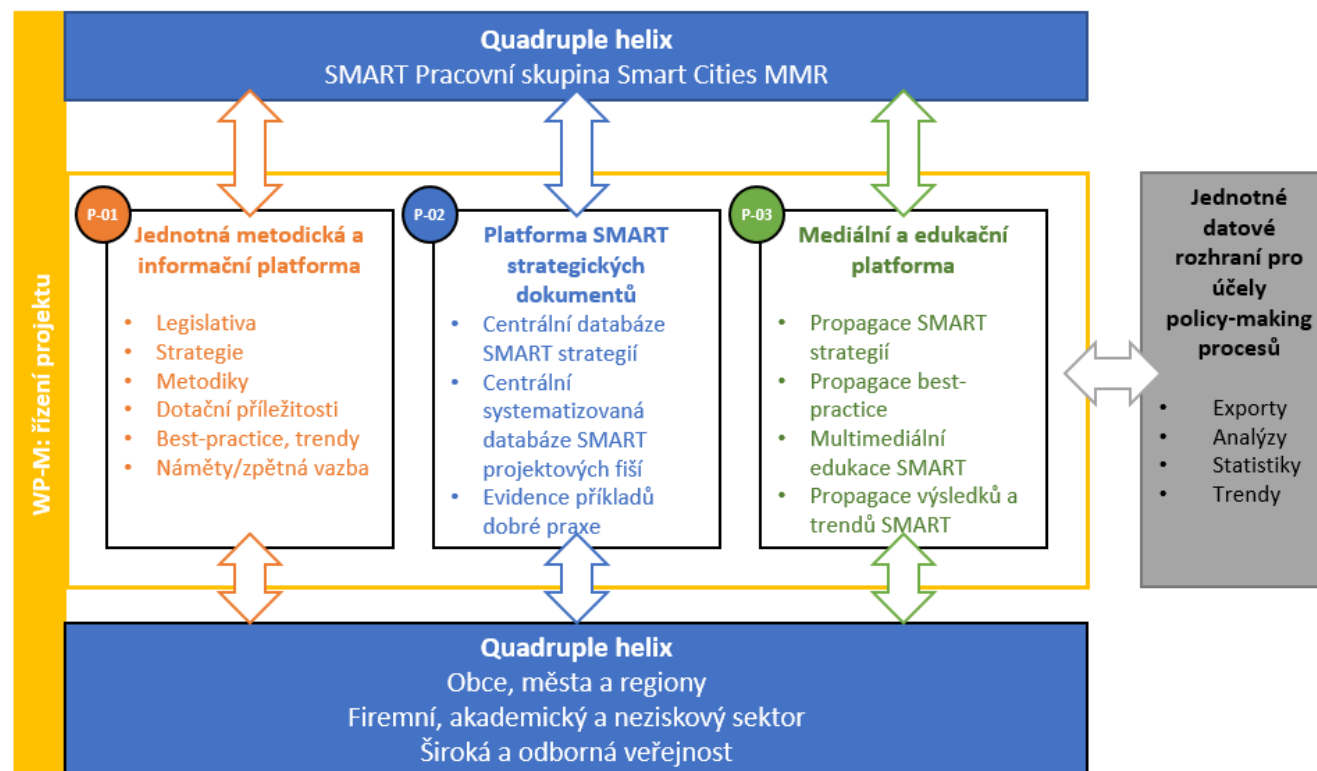 Quadruple helix
SMART Pracovní skupina Smart Cities MMR
WP-M: řízení projektu
P-01
Jednotná metodická a
informační platforma
• Legislativa
• Strategie
• Metodiky
• Dotační příležitosti
• Best-practice, trendy
• Náměty/zpětná vazba
P-02
Platforma SMART
strategických
dokumentů
• Centrální databáze
SMART strategií
• Centrální
systematizovaná
databáze SMART
projektových fiší
• Evidence příkladů
dobré praxe
P-03
Mediální a edukační
platforma
• Propagace SMART
strategií
• Propagace best-
practice
• Multimediální
edukace SMART
• Propagace výsledků a
trendů SMART
Jednotné
datové
rozhraní pro
účely
policy-making
procesů
• Exporty
• Analýzy
• Statistiky
• Trendy
Quadruple helix
Obce, města a regiony
Firemní, akademický a neziskový sektor
Široká a odborná veřejnost